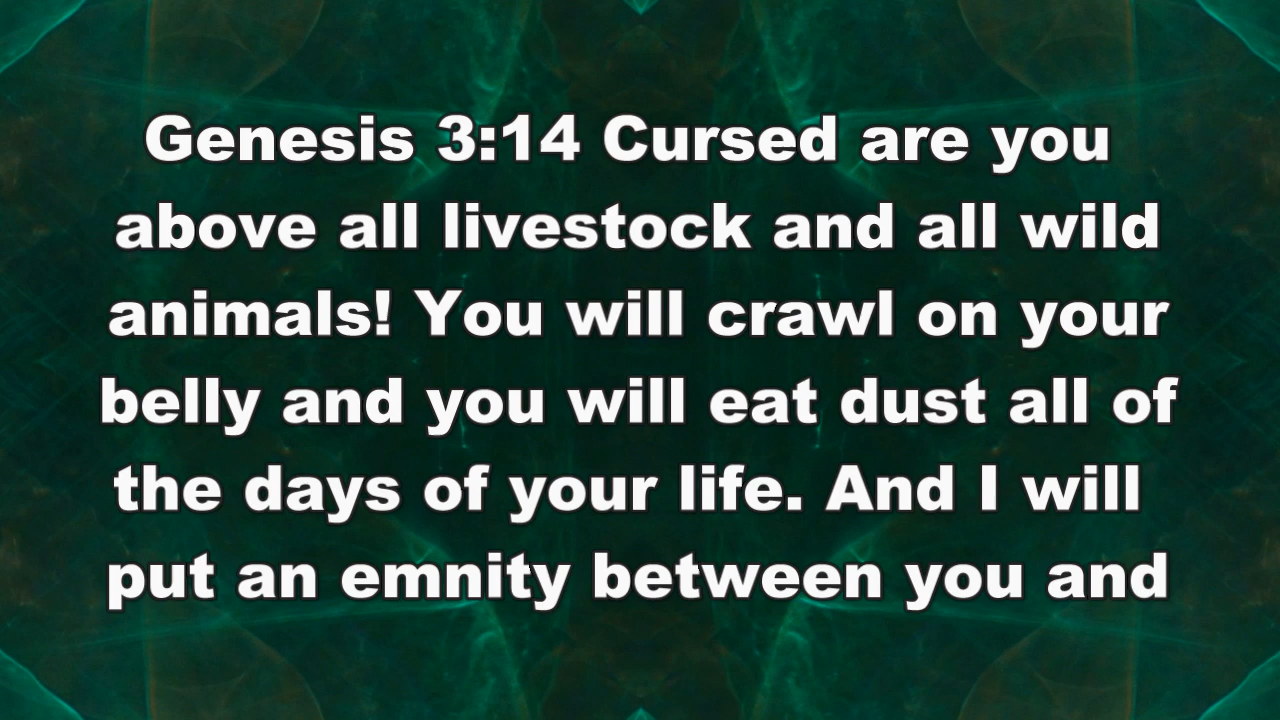 Genesis 3:14 Cursed are you
above all livestock and all wild
animals! You will crawl on your
belly and you will eat dust all of
the days of your life. And I will
put an emnity between you and